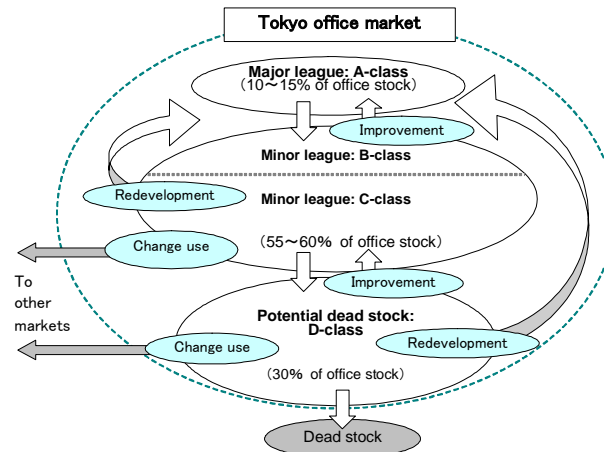 Tokyo office market
Major league: A-class
(10～15% of office stock)
Improvement
Minor league: B-class
Redevelopment
Minor league: C-class
Change use
(55～60% of office stock)
To
other
markets
Improvement
Potential dead stock:
D-class
Change use
Redevelopment
(30% of office stock)
Dead stock